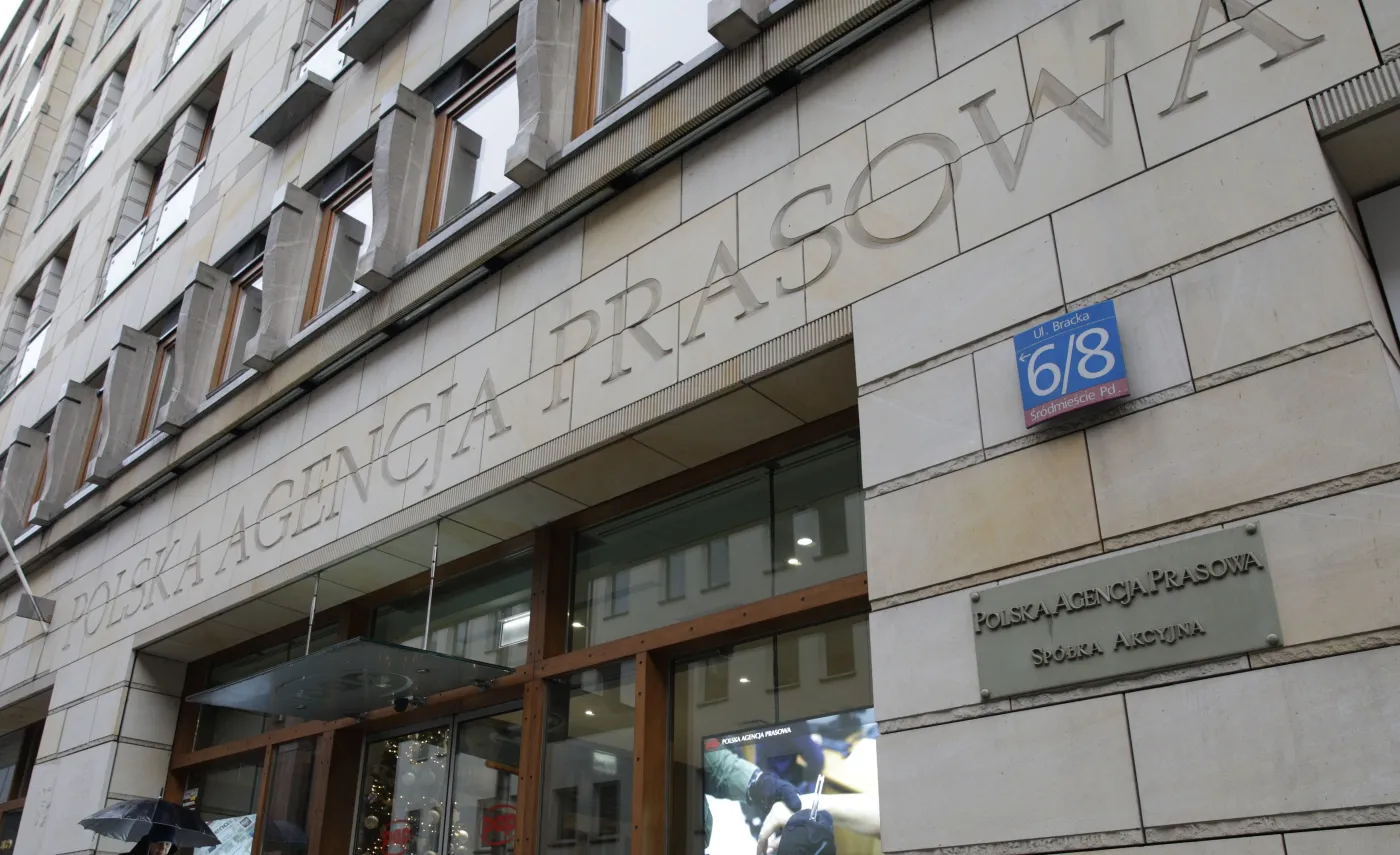 POLSKA AGENCJA PRASOWA
Ul. Bracka
6/8
Śródmieście Pd.
POLSKA AGENCJA PRASOWA
SPÓŁKA AKCYJNA
POLSKA AGENCJA PRASOWA